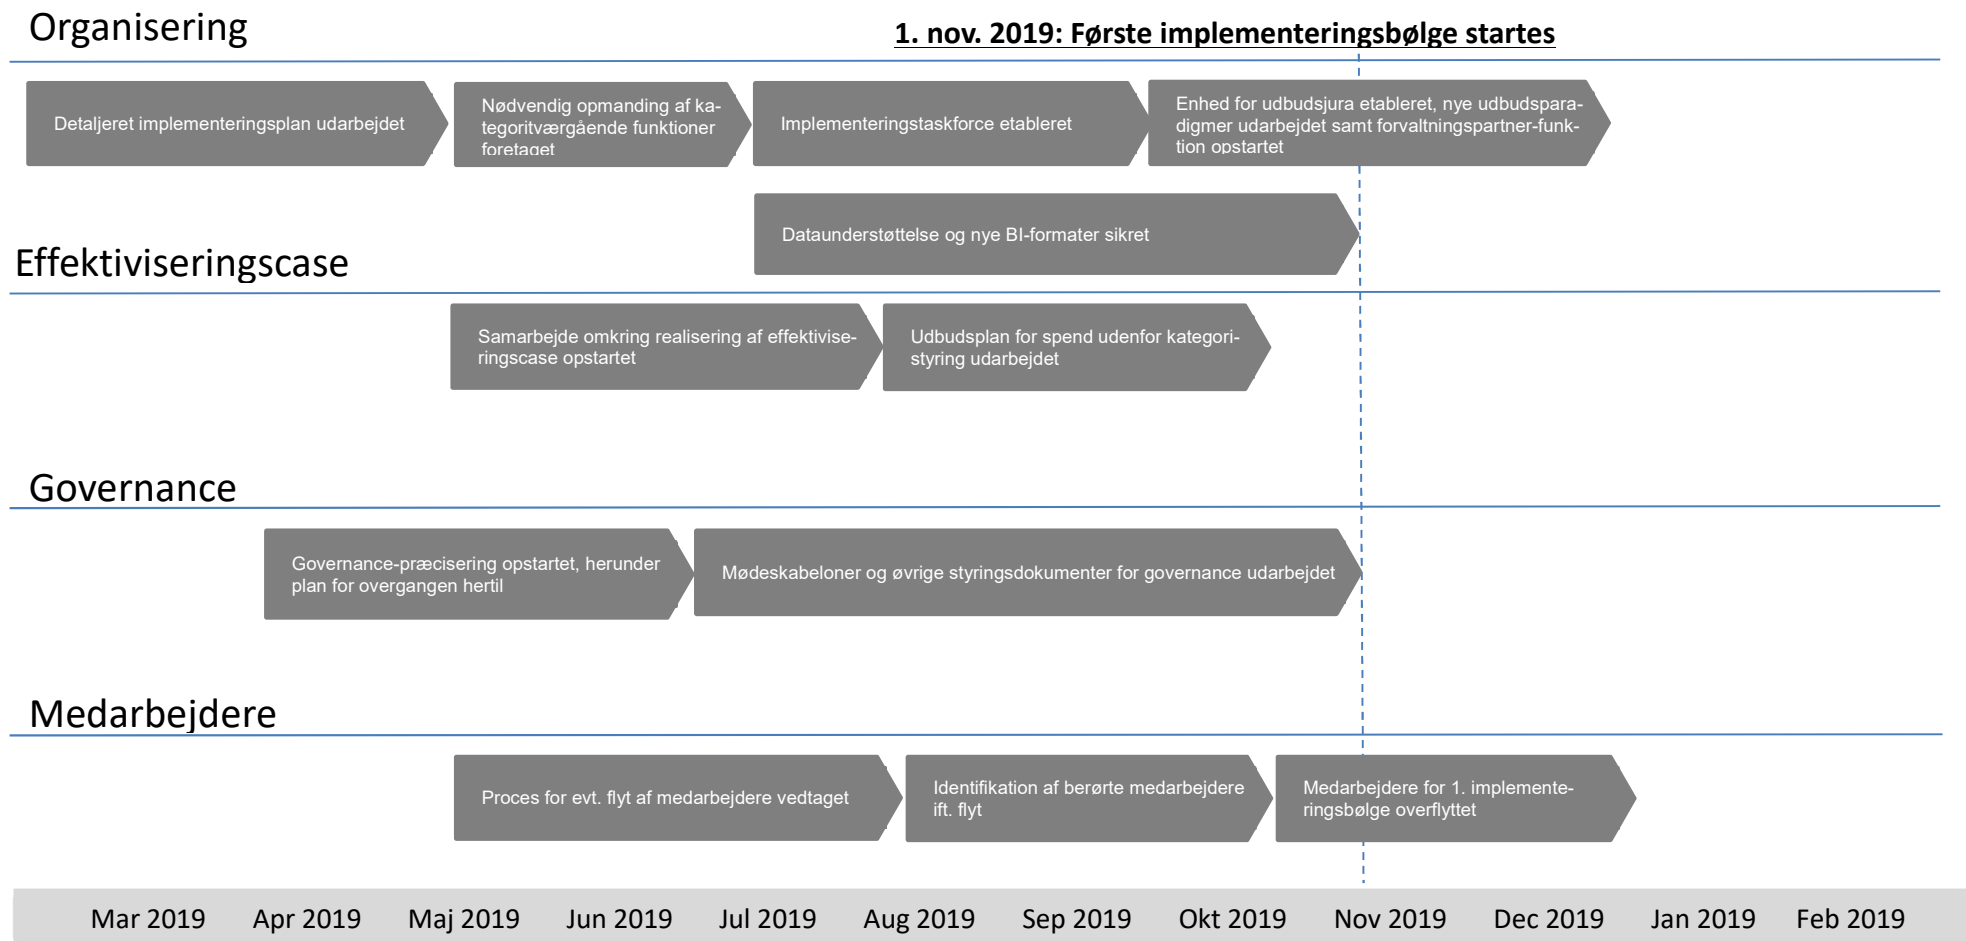 Organisering
1. nov. 2019: Første implementeringsbølge startes
Detaljeret implementeringsplan udarbejdet
Nødvendig opmanding af ka-
tegoritværgående funktioner
foretaget
Implementeringstaskforce etableret
Enhed for udbudsjura etableret, nye udbudspara-
digmer udarbejdet samt forvaltningspartner-funk-
tion opstartet
Dataunderstøttelse og nye BI-formater sikret
Effektiviseringscase
Samarbejde omkring realisering af effektivise-
ringscase opstartet
Udbudsplan for spend udenfor kategori-
styring udarbejdet
Governance
Governance-præcisering opstartet, herunder
plan for overgangen hertil
Mødeskabeloner og øvrige styringsdokumenter for governance udarbejdet
Medarbejdere
Proces for evt. flyt af medarbejdere vedtaget
Identifikation af berørte medarbejdere
ift. flyt
Medarbejdere for 1. implemente-
ringsbølge overflyttet
Mar 2019 Apr 2019 Maj 2019 Jun 2019 Jul 2019 Aug 2019 Sep 2019 Okt 2019 Nov 2019 Dec 2019 Jan 2019 Feb 2019